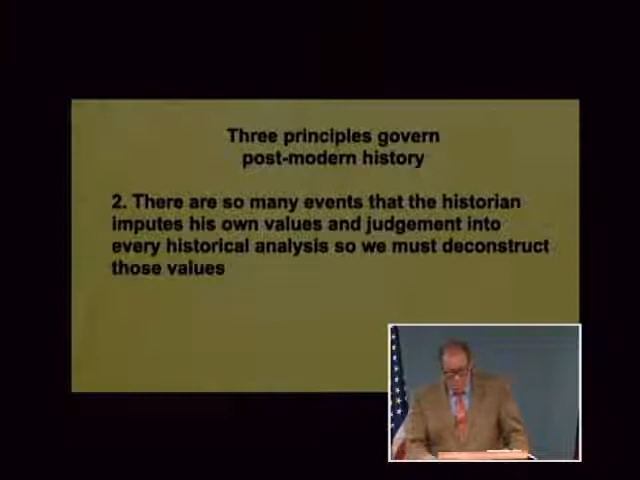 Three principles govern
post-modern history
2. There are so many events that the historian
imputes his own values and judgement into
every historical analysis so we must deconstruct
those values